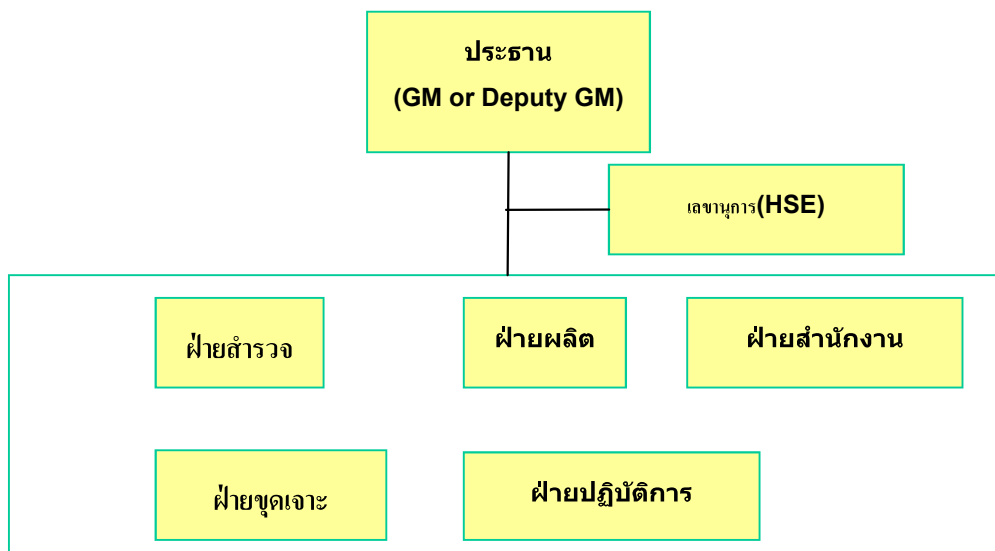 ประธาน
(GM or Deputy GM)
เลขานุการ(HSE)
ฝ่ายสำรวจ
ฝ่ายผลิต
ฝ่ายสำนักงาน
ฝ่ายขุดเจาะ
ฝ่ายปฏิบัติการ